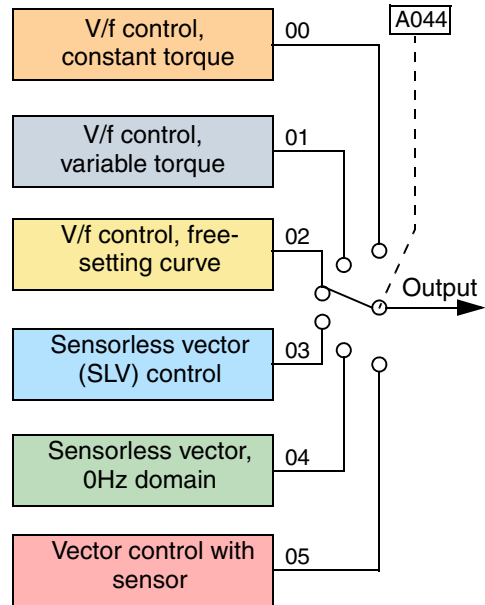 V/f control,
constant torque
00
A044
V/f control,
variable torque
01
V/f control, free-
setting curve
02
Output
Sensorless vector
(SLV) control
03
Sensorless vector,
0Hz domain
04
Vector control with
sensor
05